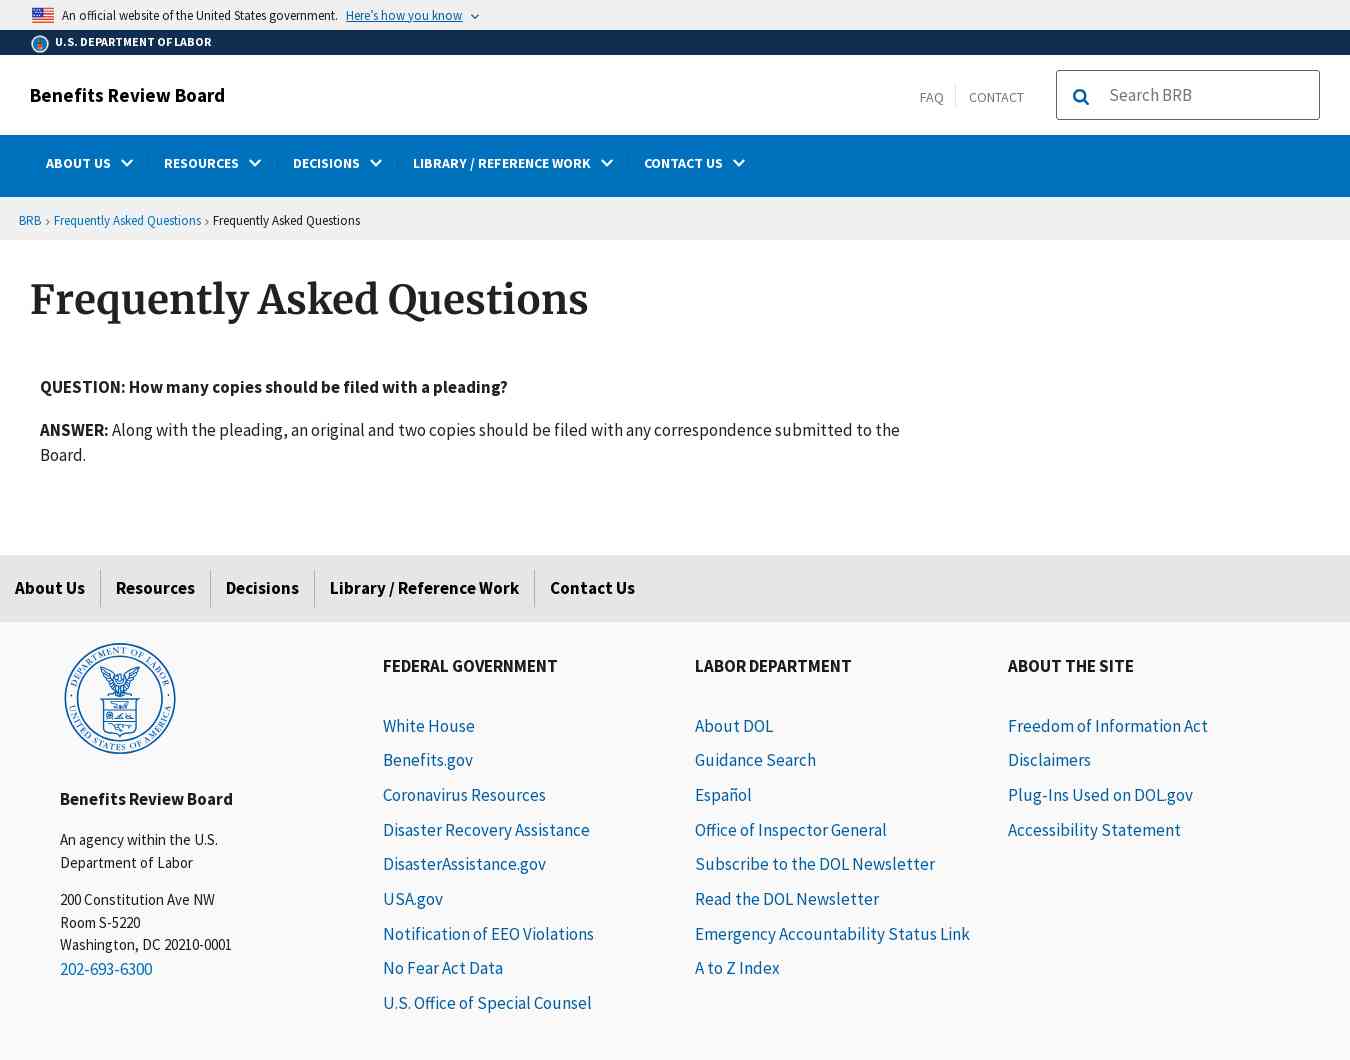 An official website of the United States government. Here's how you know
U.S. DEPARTMENT OF LABOR
Benefits Review Board
FAQ
CONTACT
Search BRB
ABOUT US
RESOURCES
DECISIONS
LIBRARY / REFERENCE WORK
CONTACT US
BRB › Frequently Asked Questions › Frequently Asked Questions
Frequently Asked Questions
QUESTION: How many copies should be filed with a pleading?
ANSWER: Along with the pleading, an original and two copies should be filed with any correspondence submitted to the
Board.
About Us
Resources
Decisions
Library / Reference Work
Contact Us
DEPARTMENT OF LABOR
UNITED STATES OF AMERICA
Benefits Review Board
An agency within the U.S.
Department of Labor
200 Constitution Ave NW
Room S-5220
Washington, DC 20210-0001
202-693-6300
FEDERAL GOVERNMENT
White House
Benefits.gov
Coronavirus Resources
Disaster Recovery Assistance
DisasterAssistance.gov
USA.gov
Notification of EEO Violations
No Fear Act Data
U.S. Office of Special Counsel
LABOR DEPARTMENT
About DOL
Guidance Search
Español
Office of Inspector General
Subscribe to the DOL Newsletter
Read the DOL Newsletter
Emergency Accountability Status Link
A to Z Index
ABOUT THE SITE
Freedom of Information Act
Disclaimers
Plug-Ins Used on DOL.gov
Accessibility Statement